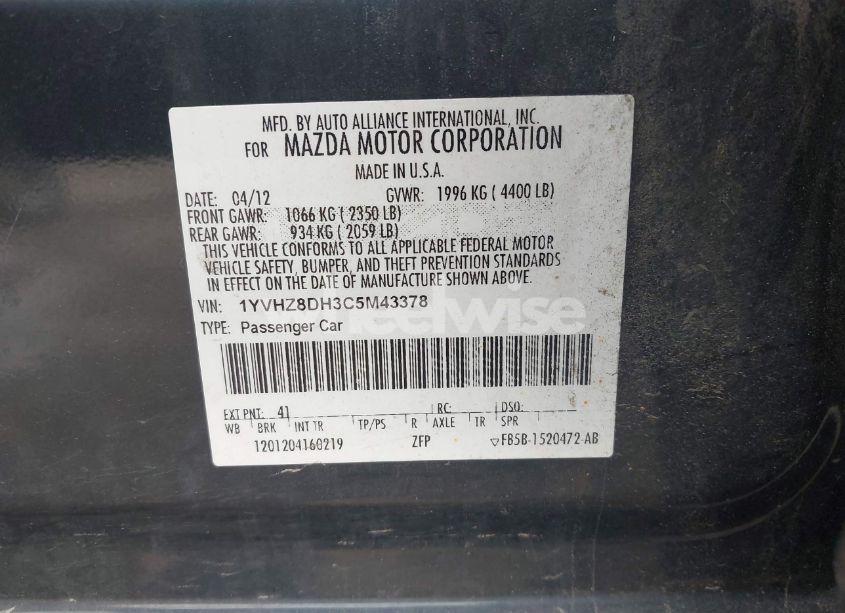 MFD. BY AUTO ALLIANCE INTERNATIONAL, INC.
FOR MAZDA MOTOR CORPORATION
MADE IN U.S.A.
DATE: 04/12 GVWR: 1996 KG ( 4400 LB)
FRONT GAWR: 1066 KG ( 2350 LB)
REAR GAWR: 934 KG ( 2059 LB)
THIS VEHICLE CONFORMS TO ALL APPLICABLE FEDERAL MOTOR
VEHICLE SAFETY, BUMPER, AND THEFT PREVENTION STANDARDS
IN EFFECT ON THE DATE OF MANUFACTURE SHOWN ABOVE.
VIN: 1YVHZ8DH3C5M43378
TYPE: Passenger Car
EXT PNT: 41 RC: DSO:
WB BRK INT TR TP/PS R AXLE TR SPR
1201204160219 ZFP FB5B-1520472-AB